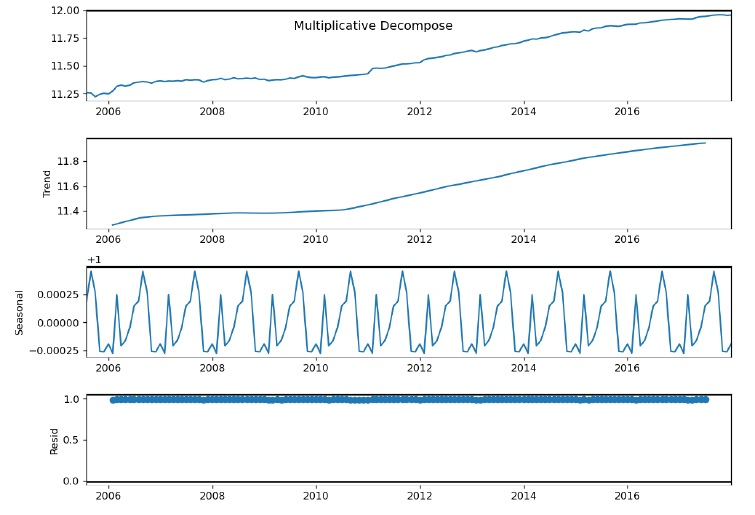 Multiplicative Decompose
12.00
11.75
11.50
11.25
2006 2008 2010 2012 2014 2016
Trend
11.8
11.6
11.4
2006 2008 2010 2012 2014 2016
+1
Seasonal
0.00025
0.00000
−0.00025
2006 2008 2010 2012 2014 2016
Resid
1.0
0.5
0.0
2006 2008 2010 2012 2014 2016